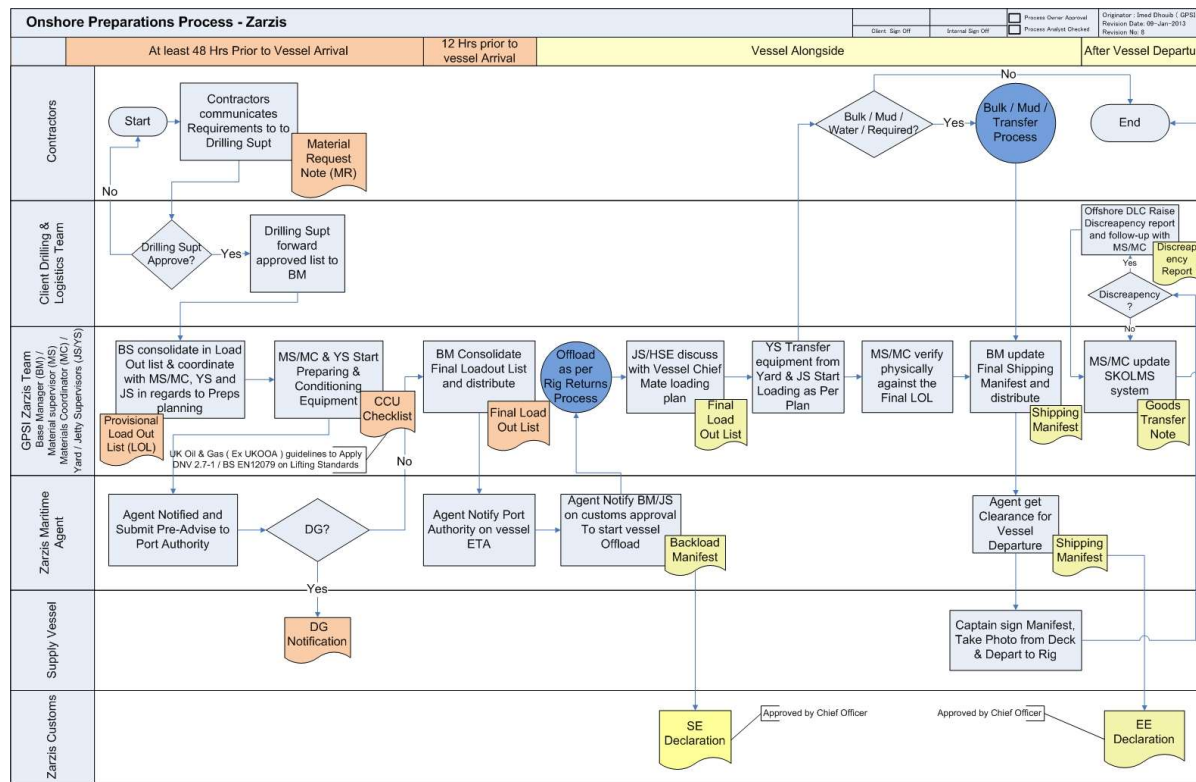 Onshore Preparations Process - Zarzis
Client Sign Off
Internal Sign Off
Process Owner Approval
Process Analyst Checked
Originator : Imed Dhouib ( GPSI
Revision Date: 09-Jan-2013
Revision No: 6
At least 48 Hrs Prior to Vessel Arrival
12 Hrs prior to
vessel Arrival
Vessel Alongside
After Vessel Departu
Contractors
Start
Contractors
communicates
Requirements to to
Drilling Supt
Material
Request
Note (MR)
No
Bulk / Mud /
Water / Required?
Yes
Bulk / Mud /
Transfer
Process
No
End
Client Drilling &
Logistics Team
Drilling Supt
Approve?
Yes
Drilling Supt
forward
approved list to
BM
Offshore DLC Raise
Discreapency report
and follow-up with
MS/MC
Discreap
ency
Report
Yes
Discreapency
?
No
GPSI Zarzis Team
Base Manager (BM) /
Material supervisor (MS)
Materials Coordinator (MC) /
Yard / Jetty Supervisors (JS/YS)
BS consolidate in Load
Out list & coordinate
with MS/MC, YS and
JS in regards to Preps
planning
Provisional
Load Out
List (LOL)
MS/MC & YS Start
Preparing &
Conditioning
Equipment
CCU
Checklist
UK Oil & Gas ( Ex UKOOA ) guidelines to Apply
DNV 2.7-1 / BS EN12079 on Lifting Standards
No
BM Consolidate
Final Loadout List
and distribute
Final Load
Out List
Offload
as per
Rig Returns
Process
JS/HSE discuss
with Vessel Chief
Mate loading
plan
Final
Load
Out List
YS Transfer
equipment from
Yard & JS Start
Loading as Per
Plan
MS/MC verify
physically
against the
Final LOL
BM update
Final Shipping
Manifest and
distribute
Shipping
Manifest
MS/MC update
SKOLMS
system
Goods
Transfer
Note
Zarzis Maritime
Agent
Agent Notified and
Submit Pre-Advise to
Port Authority
DG?
Yes
Agent Notify Port
Authority on vessel
ETA
Agent Notify BM/JS
on customs approval
To start vessel
Offload
Backload
Manifest
Agent get
Clearance for
Vessel
Departure
Shipping
Manifest
Supply Vessel
DG
Notification
Captain sign Manifest,
Take Photo from Deck
& Depart to Rig
Zarzis Customs
SE
Declaration
Approved by Chief Officer
Approved by Chief Officer
EE
Declaration